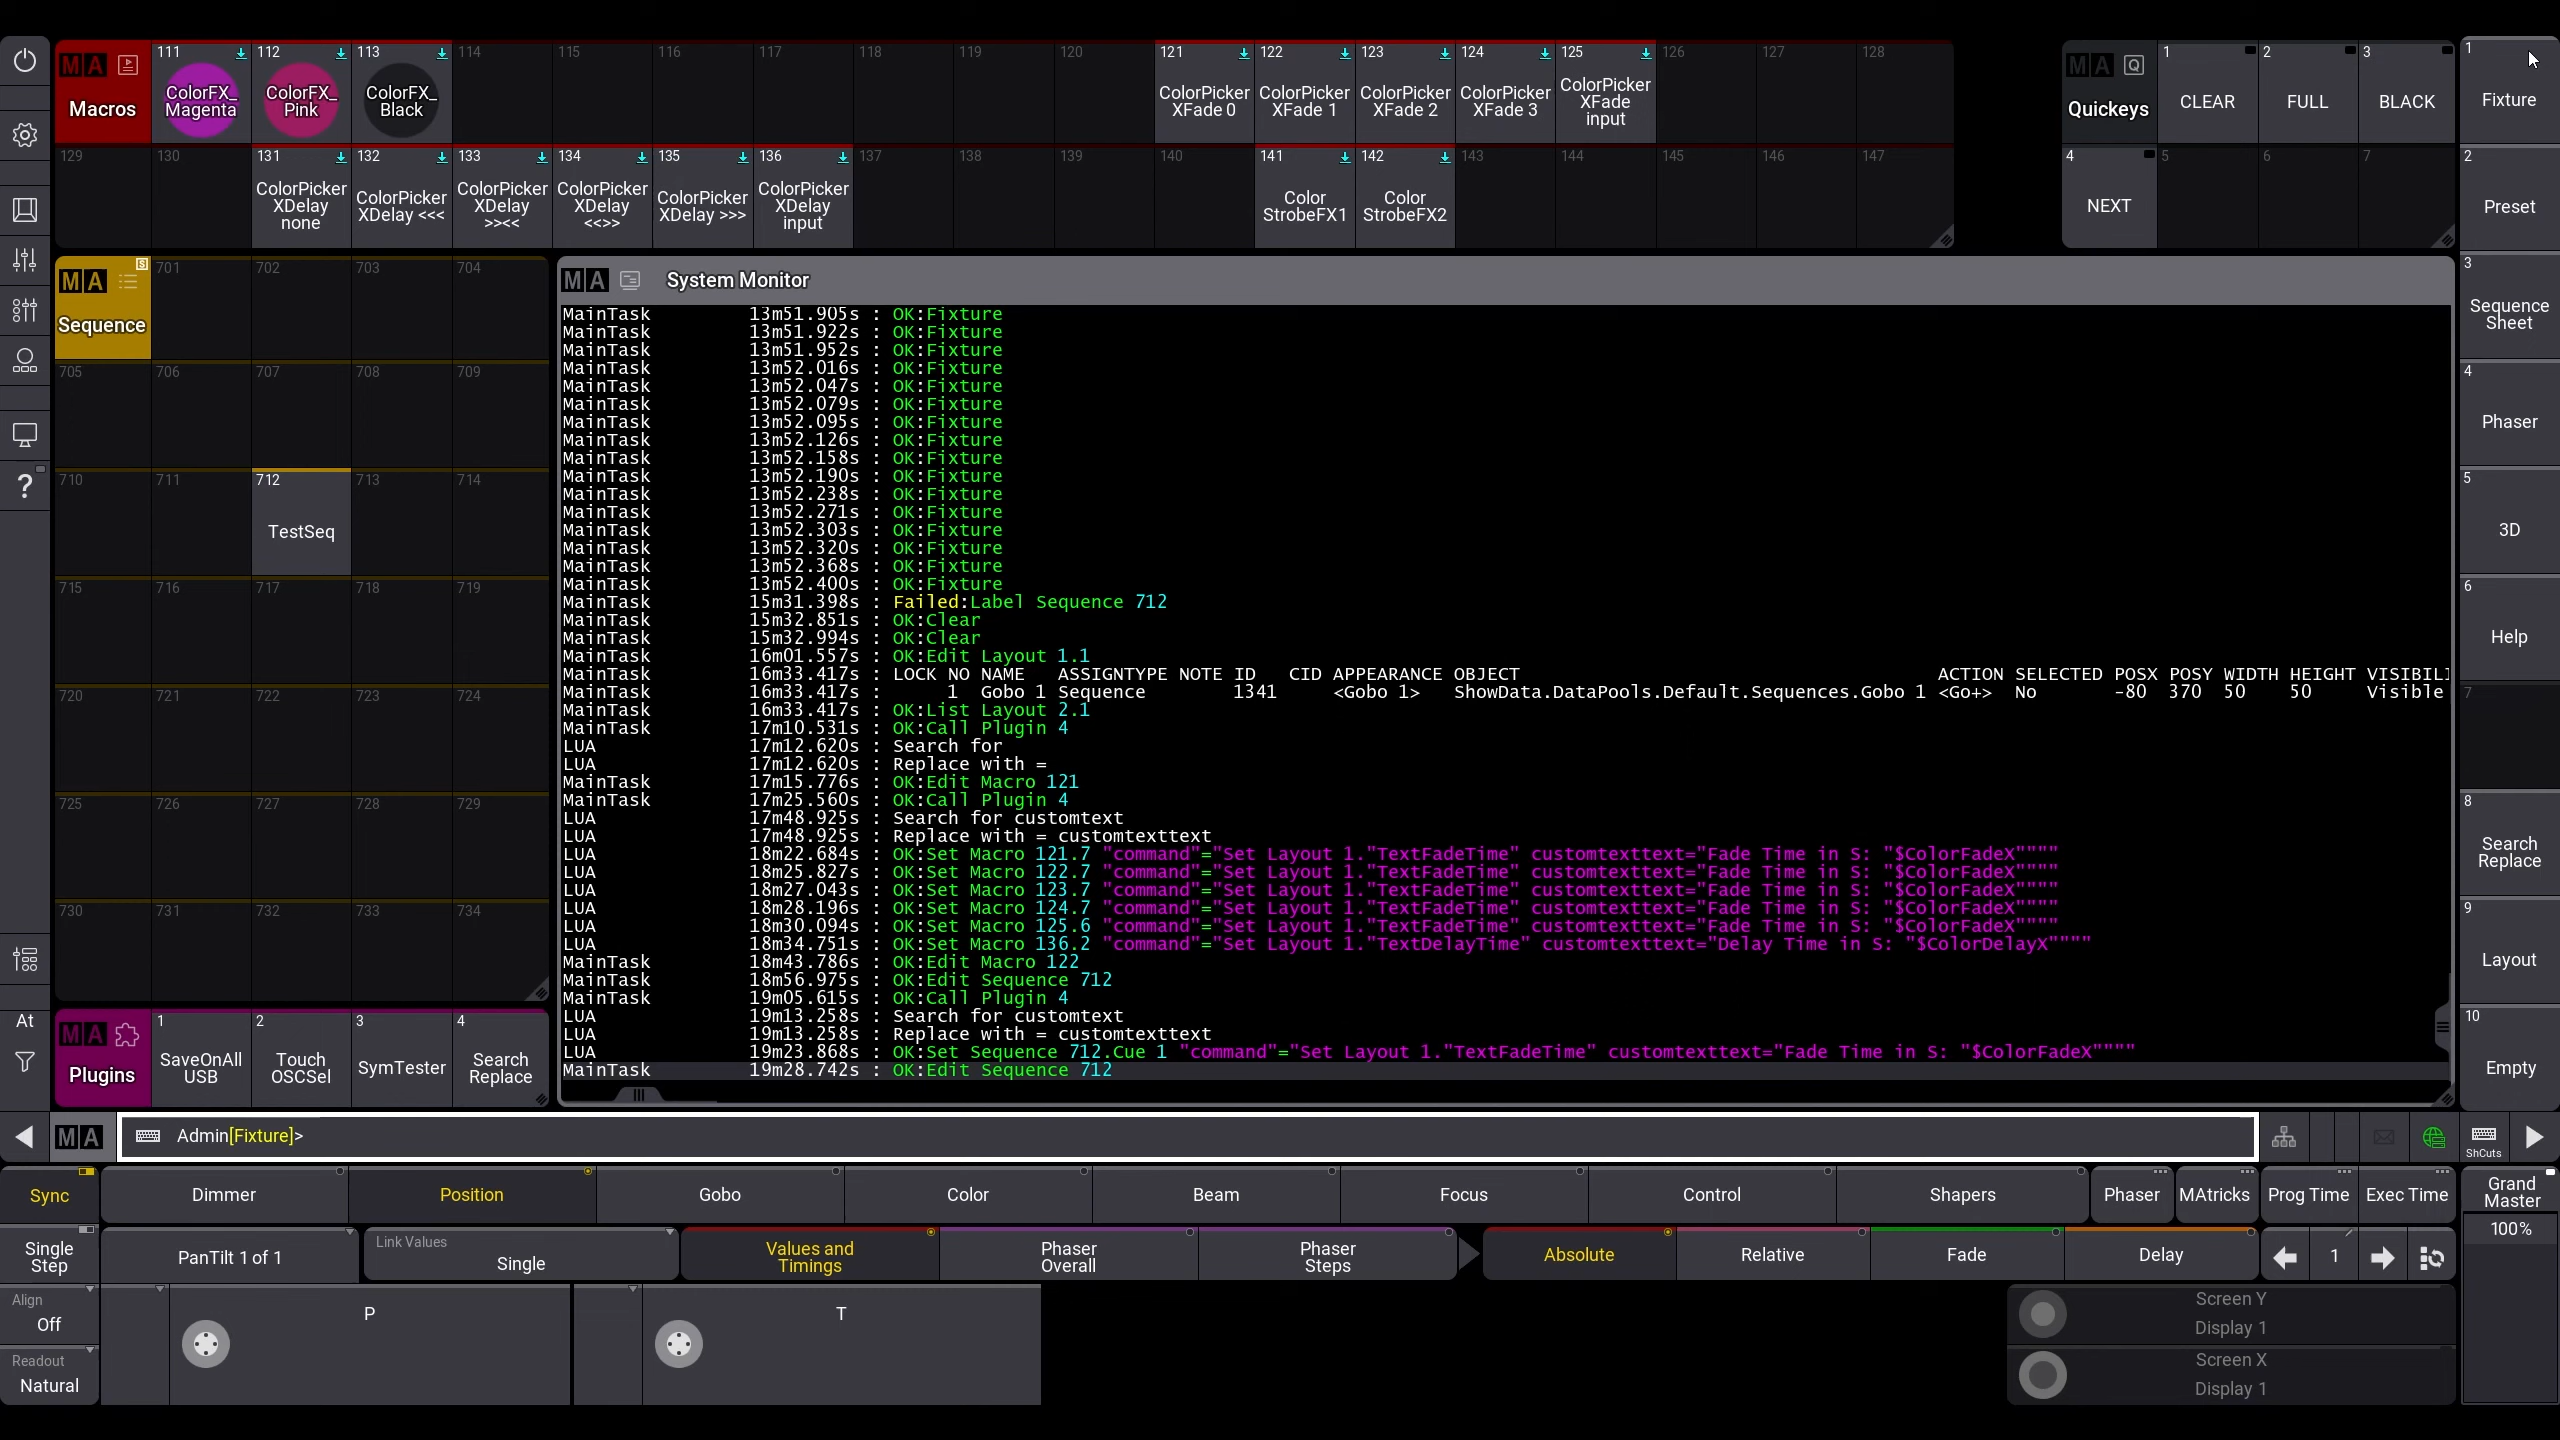 MA
Macros
111
ColorFX_
Magenta
112
ColorFX_
Pink
113
ColorFX_
Black
114
115
116
117
118
119
120
121
ColorPicker
XFade 0
122
ColorPicker
XFade 1
123
ColorPicker
XFade 2
124
ColorPicker
XFade 3
125
ColorPicker
XFade
input
126
127
128
129
130
131
ColorPicker
XDelay
none
132
ColorPicker
XDelay <<<
133
ColorPicker
XDelay
>><<
134
ColorPicker
XDelay
<<>>
135
ColorPicker
XDelay >>>
136
ColorPicker
XDelay
input
137
138
139
140
141
Color
StrobeFX1
142
Color
StrobeFX2
143
144
145
146
147
MA
Q
Quickeys
1
CLEAR
2
FULL
3
BLACK
4
NEXT
5
6
7
1
Fixture
2
Preset
3
Sequence
Sheet
4
Phaser
5
3D
6
Help
7
8
Search
Replace
9
Layout
10
Empty
MA
S
Sequence
701
702
703
704
705
706
707
708
709
710
711
712
TestSeq
713
714
715
716
717
718
719
720
721
722
723
724
725
726
727
728
729
730
731
732
733
734
MA
Plugins
1
SaveOnAll
USB
2
Touch
OSCSel
3
SymTester
4
Search
Replace
?
At
MA
System Monitor
MainTask 13m51.905s : OK:Fixture
MainTask 13m51.922s : OK:Fixture
MainTask 13m51.952s : OK:Fixture
MainTask 13m52.016s : OK:Fixture
MainTask 13m52.047s : OK:Fixture
MainTask 13m52.079s : OK:Fixture
MainTask 13m52.095s : OK:Fixture
MainTask 13m52.126s : OK:Fixture
MainTask 13m52.158s : OK:Fixture
MainTask 13m52.190s : OK:Fixture
MainTask 13m52.238s : OK:Fixture
MainTask 13m52.271s : OK:Fixture
MainTask 13m52.303s : OK:Fixture
MainTask 13m52.320s : OK:Fixture
MainTask 13m52.368s : OK:Fixture
MainTask 13m52.400s : OK:Fixture
MainTask 15m31.398s : Failed:Label Sequence 712
MainTask 15m32.851s : OK:Clear
MainTask 15m32.994s : OK:Clear
MainTask 16m01.557s : OK:Edit Layout 1.1
MainTask 16m33.417s : LOCK NO NAME ASSIGNTYPE NOTE ID CID APPEARANCE OBJECT ACTION SELECTED POSX POSY WIDTH HEIGHT VISIBILI
MainTask 16m33.417s : 1 Gobo 1 Sequence 1341 <Gobo 1> ShowData.DataPools.Default.Sequences.Gobo 1 <Go+> No -80 370 50 50 Visible
MainTask 16m33.417s : OK:List Layout 2.1
MainTask 17m10.531s : OK:Call Plugin 4
LUA 17m12.620s : Search for
LUA 17m12.620s : Replace with =
MainTask 17m15.776s : OK:Edit Macro 121
MainTask 17m25.560s : OK:Call Plugin 4
LUA 17m48.925s : Search for customtext
LUA 17m48.925s : Replace with = customtexttext
LUA 18m22.684s : OK:Set Macro 121.7 "command"="Set Layout 1."TextFadeTime" customtexttext="Fade Time in S: "$ColorFadeX""""
LUA 18m25.827s : OK:Set Macro 122.7 "command"="Set Layout 1."TextFadeTime" customtexttext="Fade Time in S: "$ColorFadeX""""
LUA 18m27.043s : OK:Set Macro 123.7 "command"="Set Layout 1."TextFadeTime" customtexttext="Fade Time in S: "$ColorFadeX""""
LUA 18m28.196s : OK:Set Macro 124.7 "command"="Set Layout 1."TextFadeTime" customtexttext="Fade Time in S: "$ColorFadeX""""
LUA 18m30.094s : OK:Set Macro 125.6 "command"="Set Layout 1."TextFadeTime" customtexttext="Fade Time in S: "$ColorFadeX""""
LUA 18m34.751s : OK:Set Macro 136.2 "command"="Set Layout 1."TextDelayTime" customtexttext="Delay Time in S: "$ColorDelayX""""
MainTask 18m43.786s : OK:Edit Macro 122
MainTask 18m56.975s : OK:Edit Sequence 712
MainTask 19m05.615s : OK:Call Plugin 4
LUA 19m13.258s : Search for customtext
LUA 19m13.258s : Replace with = customtexttext
LUA 19m23.868s : OK:Set Sequence 712.Cue 1 "command"="Set Layout 1."TextFadeTime" customtexttext="Fade Time in S: "$ColorFadeX""""
MainTask 19m28.742s : OK:Edit Sequence 712
MA
Admin[Fixture]>
ShCuts
Sync
Dimmer
Position
Gobo
Color
Beam
Focus
Control
Shapers
Phaser
MAtricks
Prog Time
Exec Time
Grand
Master
100%
Single
Step
PanTilt 1 of 1
Link Values
Single
Values and
Timings
Phaser
Overall
Phaser
Steps
Absolute
Relative
Fade
Delay
1
Align
Off
P
T
Screen Y
Display 1
Readout
Natural
Screen X
Display 1